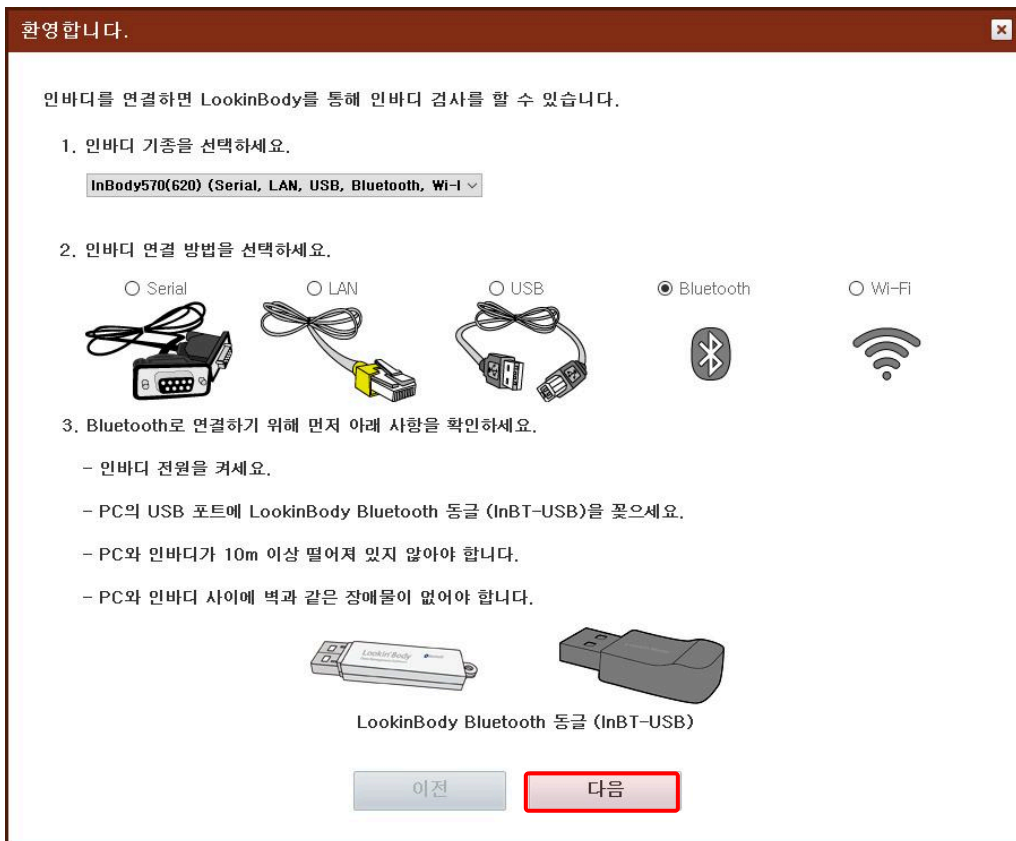 환영합니다.
인바디를 연결하면 LookinBody를 통해 인바디 검사를 할 수 있습니다.
1. 인바디 기종을 선택하세요.
InBody570(620) (Serial, LAN, USB, Bluetooth, ₩i-I
2. 인바디 연결 방법을 선택하세요.
Serial LAN USB Bluetooth Wi-Fi
3. Bluetooth로 연결하기 위해 먼저 아래 사항을 확인하세요.
- 인바디 전원을 켜세요.
- PC의 USB 포트에 LookinBody Bluetooth 동글 (InBT-USB)을 꽂으세요.
- PC와 인바디가 10m 이상 떨어져 있지 않아야 합니다.
- PC와 인바디 사이에 벽과 같은 장애물이 없어야 합니다.
Lookin'Body
LookinBody Bluetooth 동글 (InBT-USB)
이전 다음